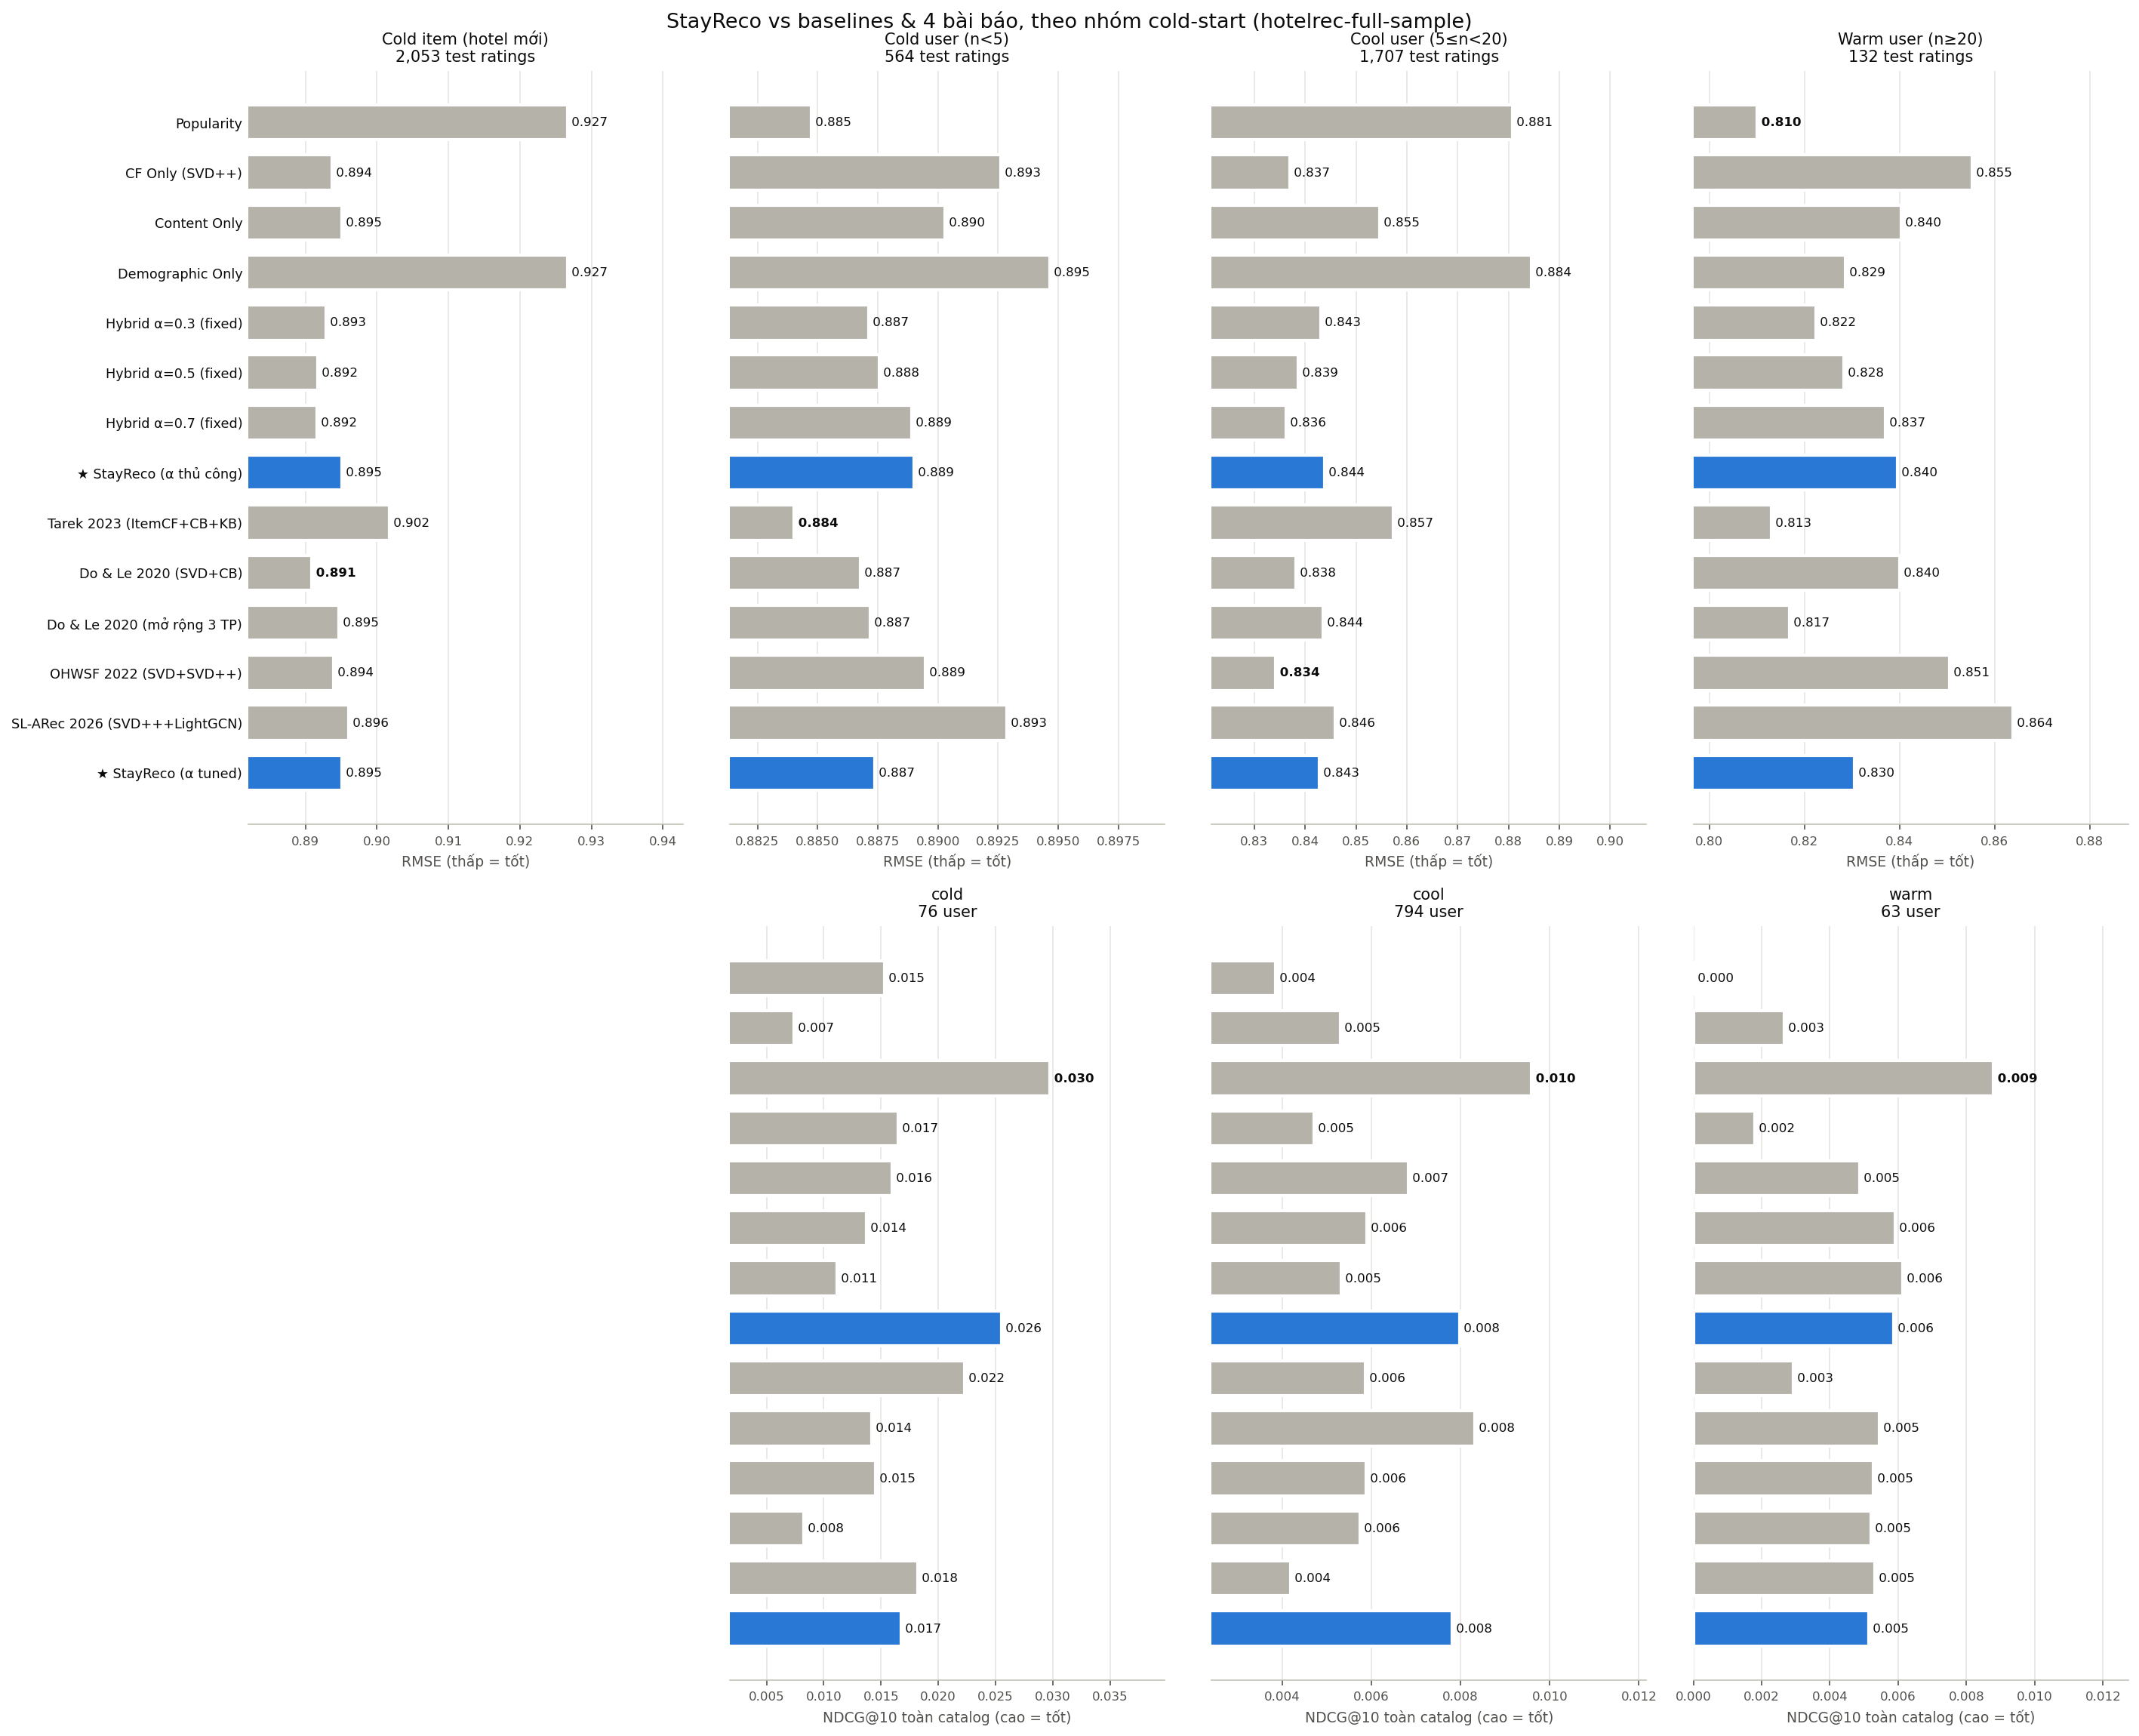 StayReco vs baselines & 4 bài báo, theo nhóm cold-start (hotelrec-full-sample)
Cold item (hotel mới)
2,053 test ratings
Cold user (n<5)
564 test ratings
Cool user (5≤n<20)
1,707 test ratings
Warm user (n≥20)
132 test ratings
Popularity 0.927 0.885 0.881 0.810
CF Only (SVD++) 0.894 0.893 0.837 0.855
Content Only 0.895 0.890 0.855 0.840
Demographic Only 0.927 0.895 0.884 0.829
Hybrid α=0.3 (fixed) 0.893 0.887 0.843 0.822
Hybrid α=0.5 (fixed) 0.892 0.888 0.839 0.828
Hybrid α=0.7 (fixed) 0.892 0.889 0.836 0.837
★ StayReco (α thủ công) 0.895 0.889 0.844 0.840
Tarek 2023 (ItemCF+CB+KB) 0.902 0.884 0.857 0.813
Do & Le 2020 (SVD+CB) 0.891 0.887 0.838 0.840
Do & Le 2020 (mở rộng 3 TP) 0.895 0.887 0.844 0.817
OHWSF 2022 (SVD+SVD++) 0.894 0.889 0.834 0.851
SL-ARec 2026 (SVD+++LightGCN) 0.896 0.893 0.846 0.864
★ StayReco (α tuned) 0.895 0.887 0.843 0.830
0.89 0.90 0.91 0.92 0.93 0.94
0.8825 0.8850 0.8875 0.8900 0.8925 0.8950 0.8975
0.83 0.84 0.85 0.86 0.87 0.88 0.89 0.90
0.80 0.82 0.84 0.86 0.88
RMSE (thấp = tốt)
RMSE (thấp = tốt)
RMSE (thấp = tốt)
RMSE (thấp = tốt)
cold
76 user
cool
794 user
warm
63 user
0.015 0.004 0.000
0.007 0.005 0.003
0.030 0.010 0.009
0.017 0.005 0.002
0.016 0.007 0.005
0.014 0.006 0.006
0.011 0.005 0.006
0.026 0.008 0.006
0.022 0.006 0.003
0.014 0.008 0.005
0.015 0.006 0.005
0.008 0.006 0.005
0.018 0.004 0.005
0.017 0.008 0.005
0.005 0.010 0.015 0.020 0.025 0.030 0.035
0.004 0.006 0.008 0.010 0.012
0.000 0.002 0.004 0.006 0.008 0.010 0.012
NDCG@10 toàn catalog (cao = tốt)
NDCG@10 toàn catalog (cao = tốt)
NDCG@10 toàn catalog (cao = tốt)